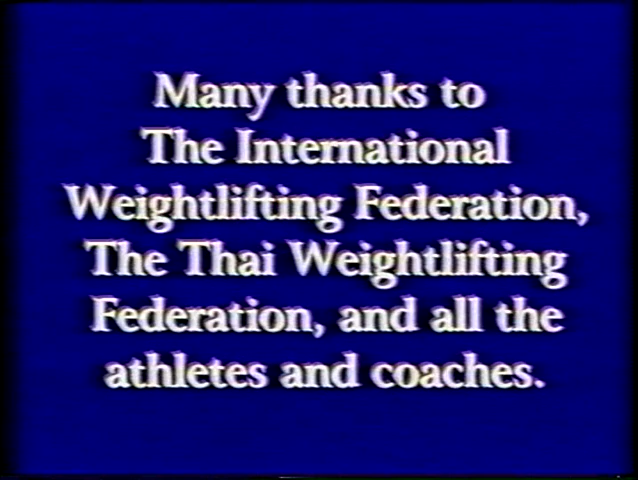 Many thanks to
The International
Weightlifting Federation,
The Thai Weightlifting
Federation, and all the
athletes and coaches.